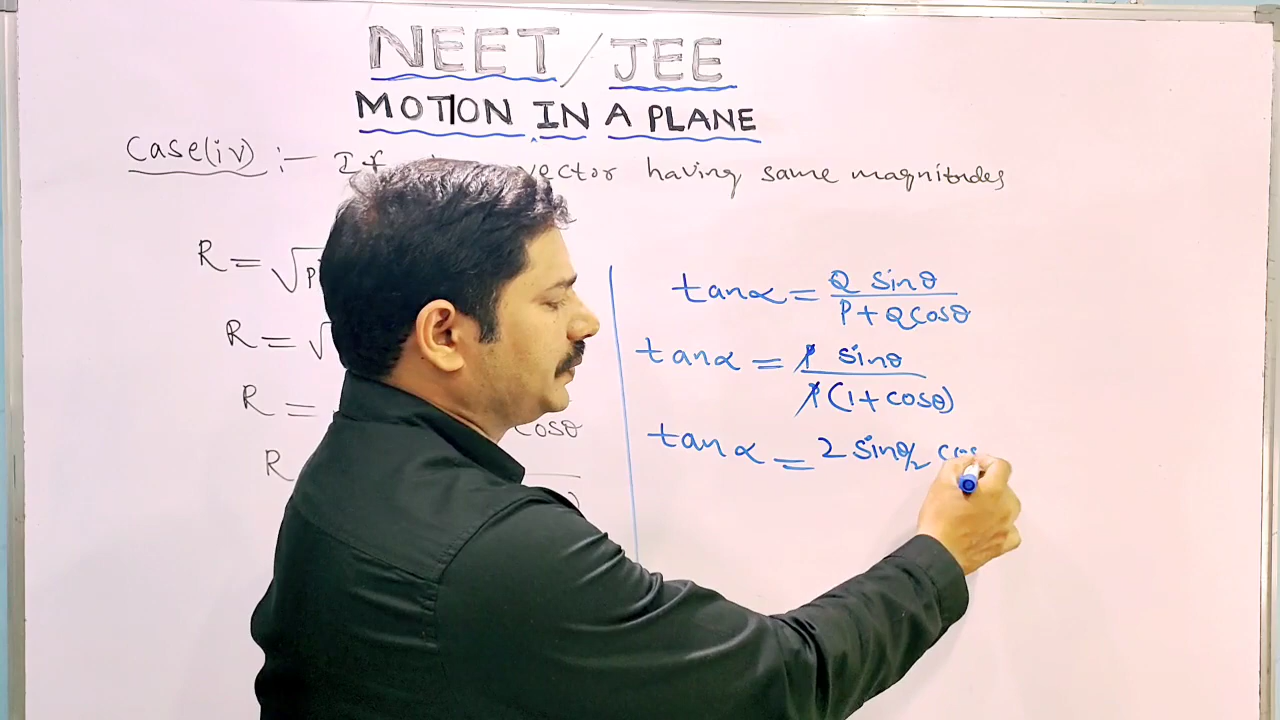 NEET/JEE
MOTION IN A PLANE
Case(iv) :- If vector having same magnitudes
R = √P
R = √
R =
cosθ
R
tanα = Q sinθ / P + Q cosθ
tanα = P sinθ / P(1 + cosθ)
tanα = 2 sinθ/2 cos